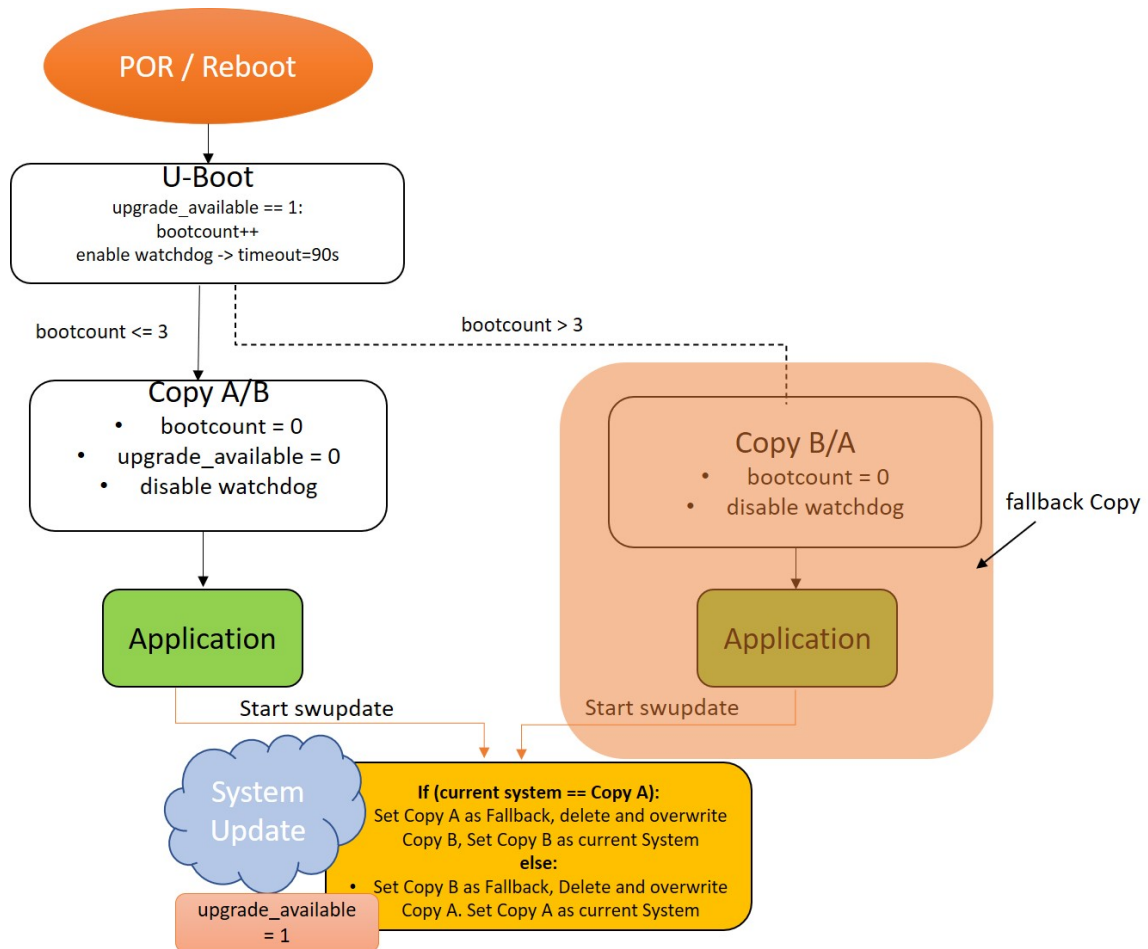 POR / Reboot
U-Boot
upgrade_available == 1:
bootcount++
enable watchdog -> timeout=90s
bootcount <= 3
bootcount > 3
Copy A/B
• bootcount = 0
• upgrade_available = 0
• disable watchdog
Copy B/A
• bootcount = 0
• disable watchdog
fallback Copy
Application
Application
Start swupdate
Start swupdate
System
Update
If (current system == Copy A):
Set Copy A as Fallback, delete and overwrite
Copy B, Set Copy B as current System
else:
• Set Copy B as Fallback, Delete and overwrite
Copy A. Set Copy A as current System
upgrade_available
= 1